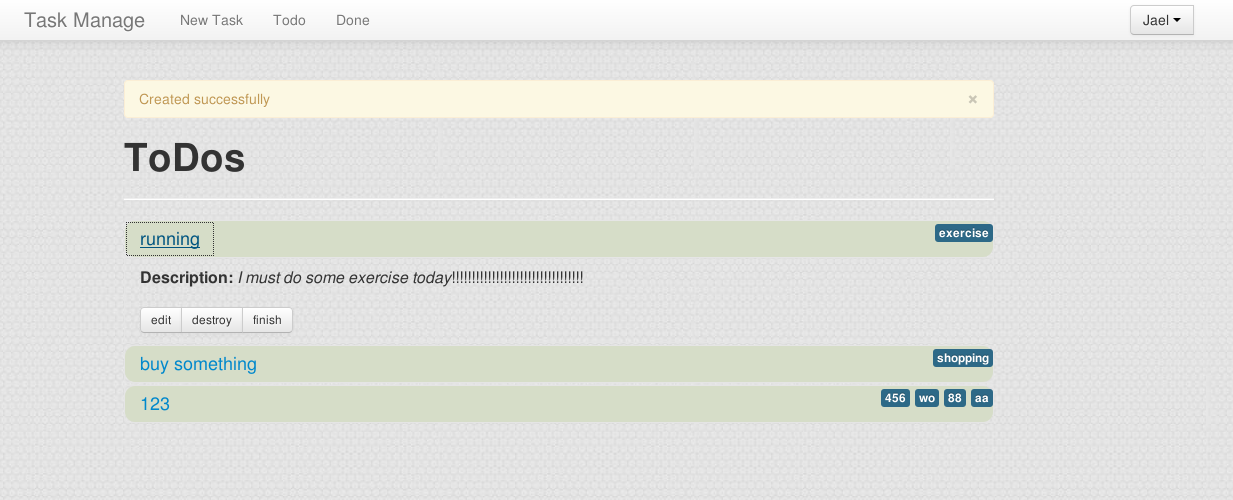 Task Manage New Task Todo Done Jael
Created successfully ×
ToDos
running exercise
Description: I must do some exercise today!!!!!!!!!!!!!!!!!!!!!!!!!!!!!!!!!
edit destroy finish
buy something shopping
123 456 wo 88 aa